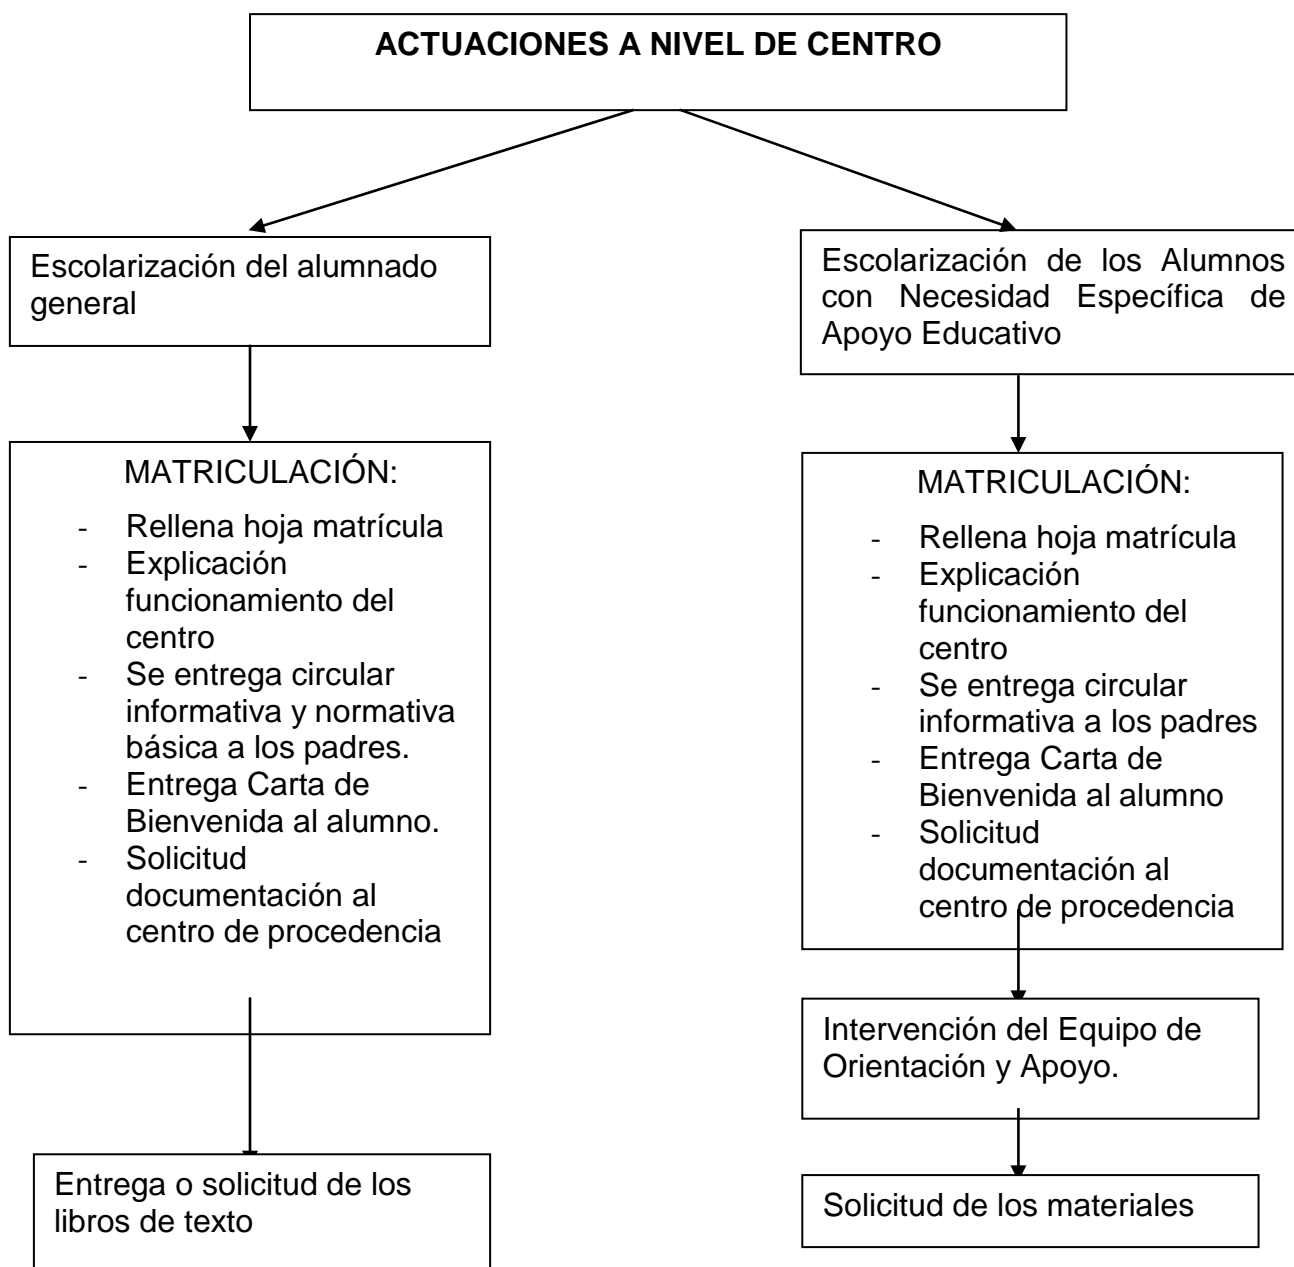 ACTUACIONES A NIVEL DE CENTRO
Escolarización del alumnado
general
MATRICULACIÓN:
- Rellena hoja matrícula
- Explicación
funcionamiento del
centro
- Se entrega circular
informativa y normativa
básica a los padres.
- Entrega Carta de
Bienvenida al alumno.
- Solicitud
documentación al
centro de procedencia
Entrega o solicitud de los
libros de texto
Escolarización de los Alumnos
con Necesidad Específica de
Apoyo Educativo
MATRICULACIÓN:
- Rellena hoja matrícula
- Explicación
funcionamiento del
centro
- Se entrega circular
informativa a los padres
- Entrega Carta de
Bienvenida al alumno
- Solicitud
documentación al
centro de procedencia
Intervención del Equipo de
Orientación y Apoyo.
Solicitud de los materiales